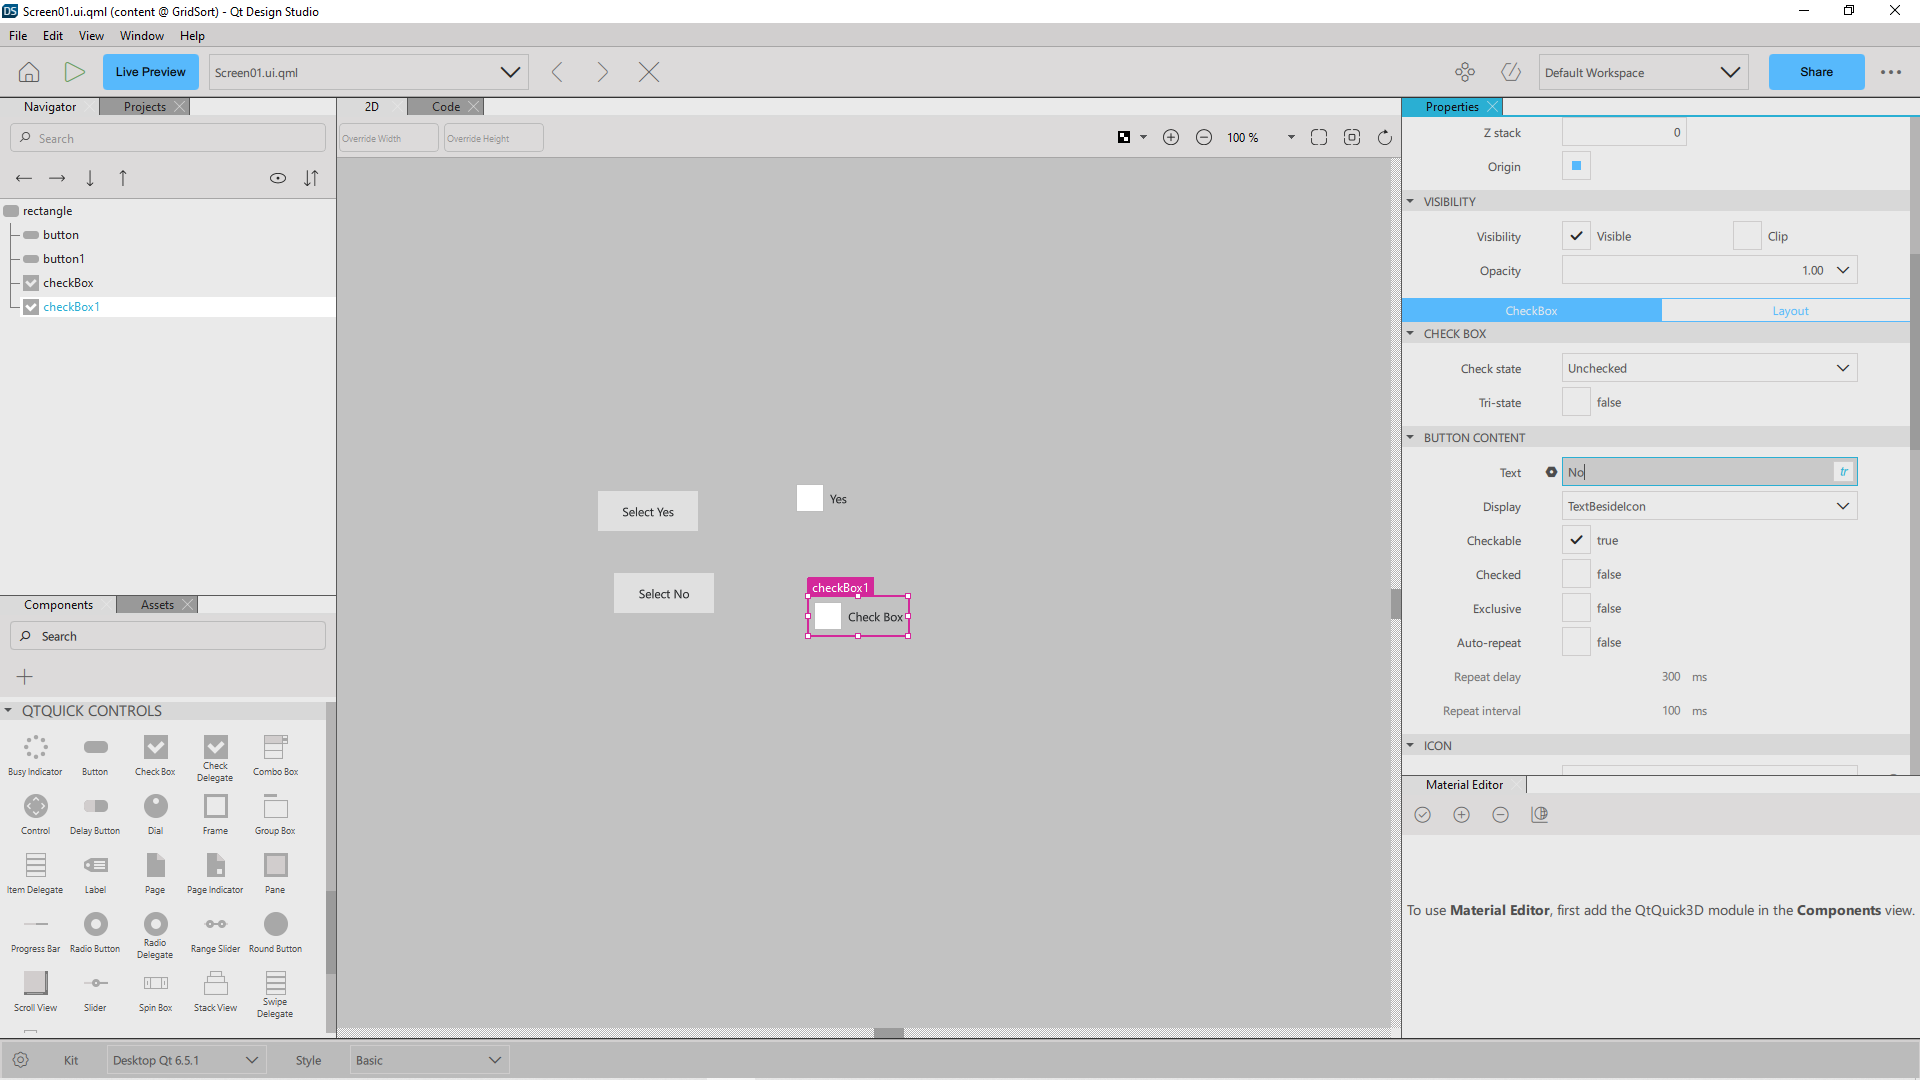 DS Screen01.ui.qml (content @ GridSort) - Qt Design Studio
File Edit View Window Help
Live Preview Screen01.ui.qml Default Workspace Share
Navigator Projects
Search
rectangle
button
button1
checkBox
checkBox1
Components Assets
Search
QTQUICK CONTROLS
Busy Indicator Button Check Box Check Delegate Combo Box
Control Delay Button Dial Frame Group Box
Item Delegate Label Page Page Indicator Pane
Progress Bar Radio Button Radio Delegate Range Slider Round Button
Scroll View Slider Spin Box Stack View Swipe Delegate
2D Code
Override Width Override Height 100 %
Select Yes Yes
Select No
checkBox1
Check Box
Properties
Z stack 0
Origin
VISIBILITY
Visibility Visible Clip
Opacity 1.00
CheckBox Layout
CHECK BOX
Check state Unchecked
Tri-state false
BUTTON CONTENT
Text No tr
Display TextBesideIcon
Checkable true
Checked false
Exclusive false
Auto-repeat false
Repeat delay 300 ms
Repeat interval 100 ms
ICON
Material Editor
To use Material Editor, first add the QtQuick3D module in the Components view.
Kit Desktop Qt 6.5.1 Style Basic